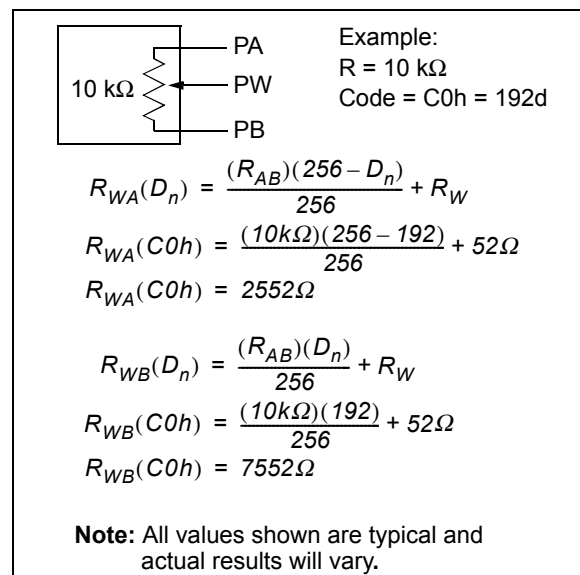 PA
Example:
10 kΩ
PW
R = 10 kΩ
Code = C0h = 192d
PB
R_WA(D_n) = (R_AB)(256 – D_n) / 256 + R_W
R_WA(C0h) = (10kΩ)(256 – 192) / 256 + 52Ω
R_WA(C0h) = 2552Ω
R_WB(D_n) = (R_AB)(D_n) / 256 + R_W
R_WB(C0h) = (10kΩ)(192) / 256 + 52Ω
R_WB(C0h) = 7552Ω
Note: All values shown are typical and
actual results will vary.